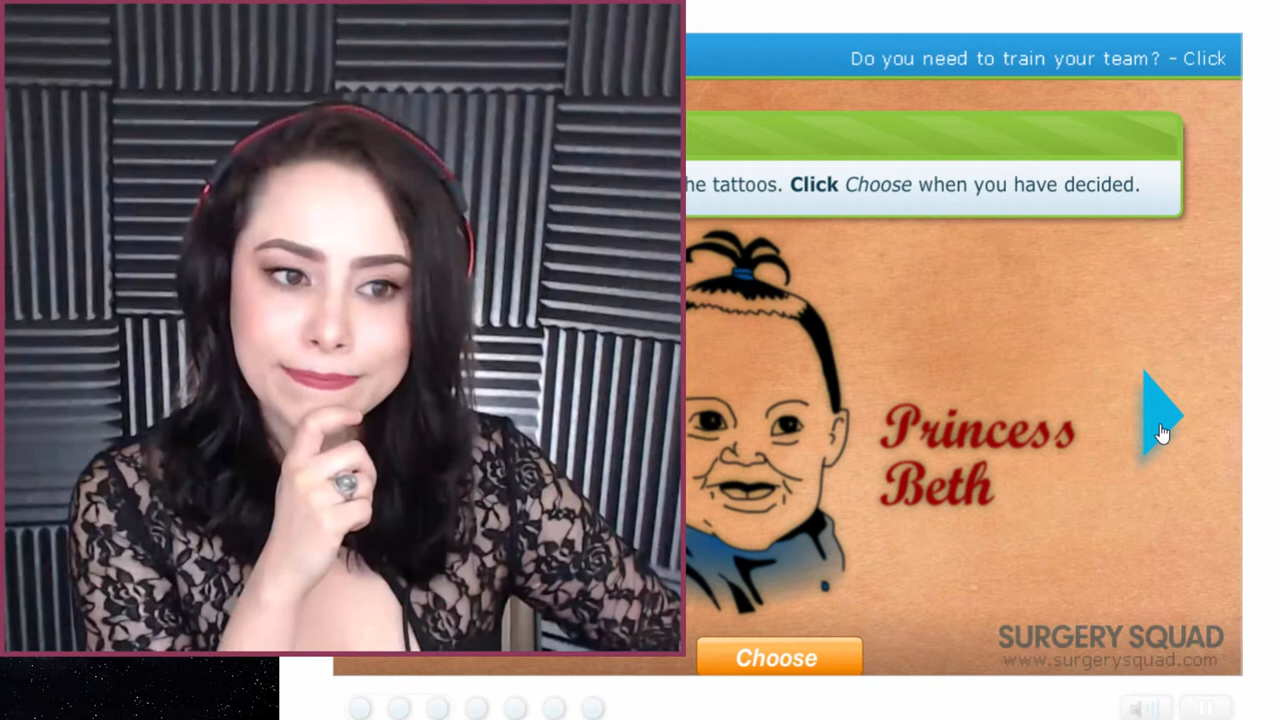 Do you need to train your team? - Click
he tattoos. Click Choose when you have decided.
Princess
Beth
Choose
SURGERY SQUAD
www.surgerysquad.com